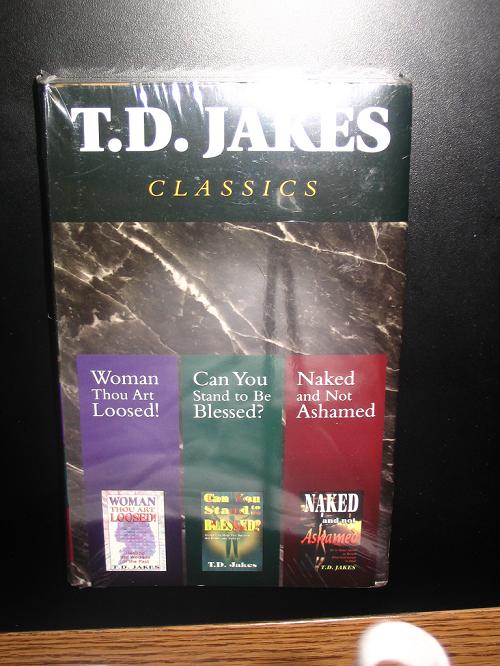 T.D. JAKES
CLASSICS
Woman
Thou Art
Loosed!
Can You
Stand to Be
Blessed?
Naked
and Not
Ashamed
WOMAN
THOU ART
LOOSED!
T.D. JAKES
Can You
Stand to Be
BLESSED?
T.D. Jakes
NAKED
and not
Ashamed
T.D. JAKES